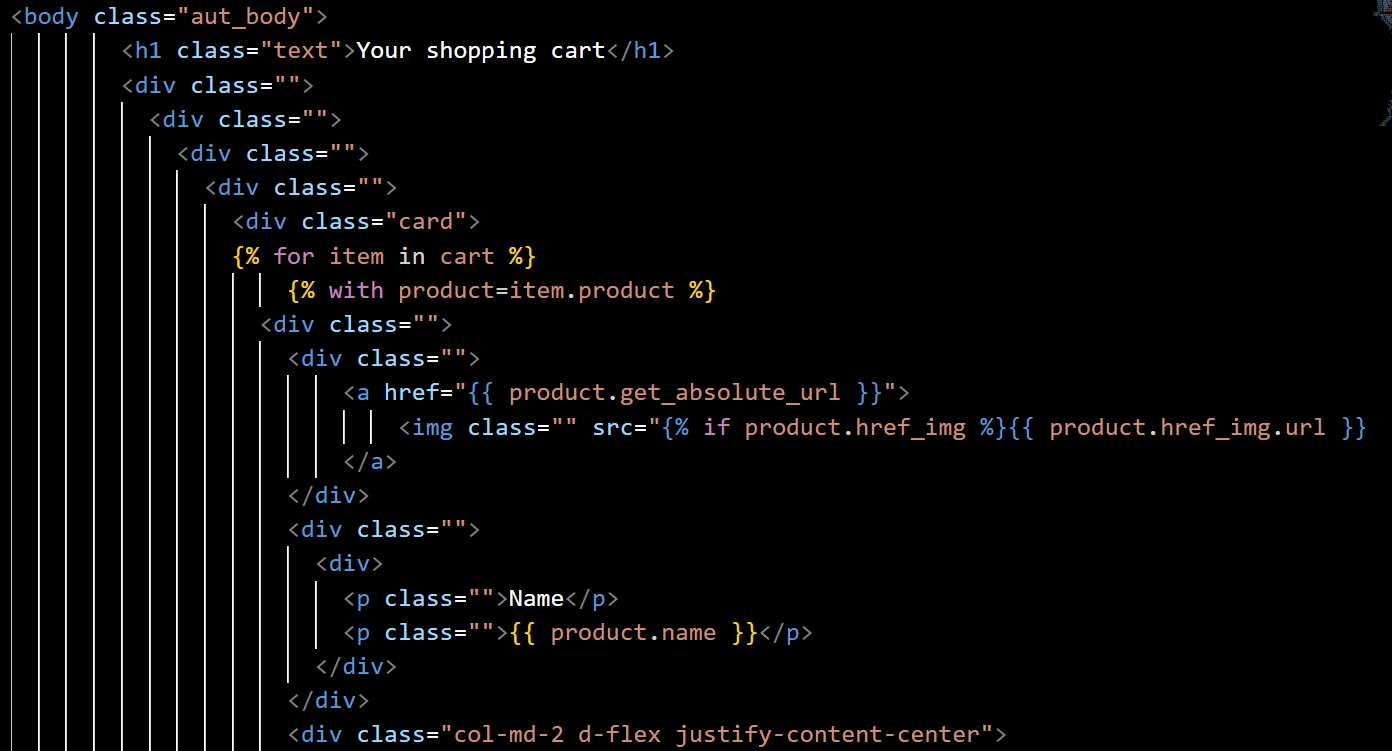 <body class="aut_body">
<h1 class="text">Your shopping cart</h1>
<div class="">
<div class="">
<div class="">
<div class="">
<div class="card">
{% for item in cart %}
{% with product=item.product %}
<div class="">
<div class="">
<a href="{{ product.get_absolute_url }}">
<img class="" src="{% if product.href_img %}{{ product.href_img.url }}
</a>
</div>
<div class="">
<div>
<p class="">Name</p>
<p class="">{{ product.name }}</p>
</div>
</div>
<div class="col-md-2 d-flex justify-content-center">